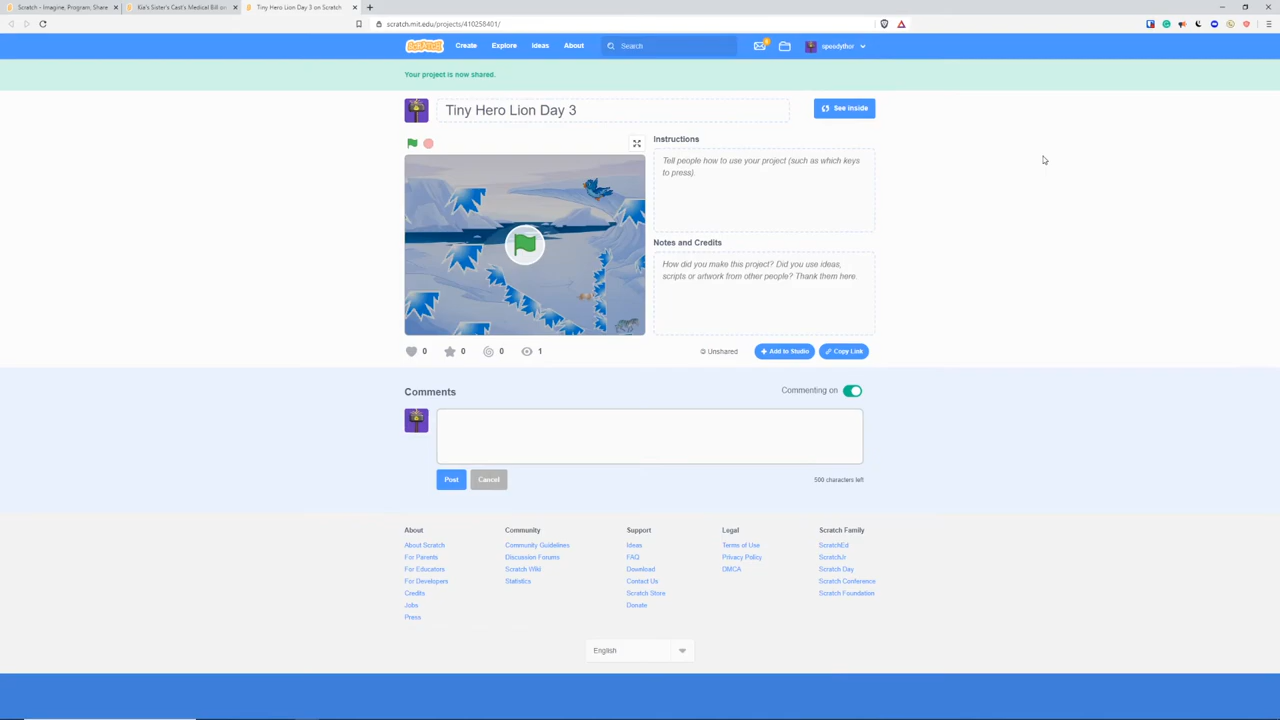 Scratch - Imagine, Program, Share
Kia's Sister's Cast's Medical Bill on
Tiny Hero Lion Day 3 on Scratch
scratch.mit.edu/projects/410258401/
SCRATCH
Create
Explore
Ideas
About
Search
speedythor
Your project is now shared.
Tiny Hero Lion Day 3
See inside
Instructions
Tell people how to use your project (such as which keys
to press).
Notes and Credits
How did you make this project? Did you use ideas,
scripts or artwork from other people? Thank them here.
0
0
0
1
Unshared
Add to Studio
Copy Link
Comments
Commenting on
Post
Cancel
500 characters left
About
About Scratch
For Parents
For Educators
For Developers
Credits
Jobs
Press
Community
Community Guidelines
Discussion Forums
Scratch Wiki
Statistics
Support
Ideas
FAQ
Download
Contact Us
Scratch Store
Donate
Legal
Terms of Use
Privacy Policy
DMCA
Scratch Family
ScratchEd
ScratchJr
Scratch Day
Scratch Conference
Scratch Foundation
English